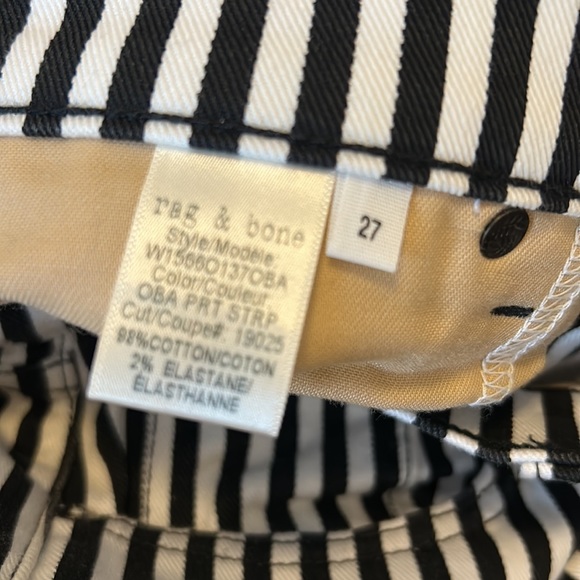 rag & bone
Style/Modèle:
W1566O137OBA
Color/Couleur
OBA PRT STRP
Cut/Coupe#: 19025
98%COTTON/COTON
2% ELASTANE/
ELASTHANNE
27